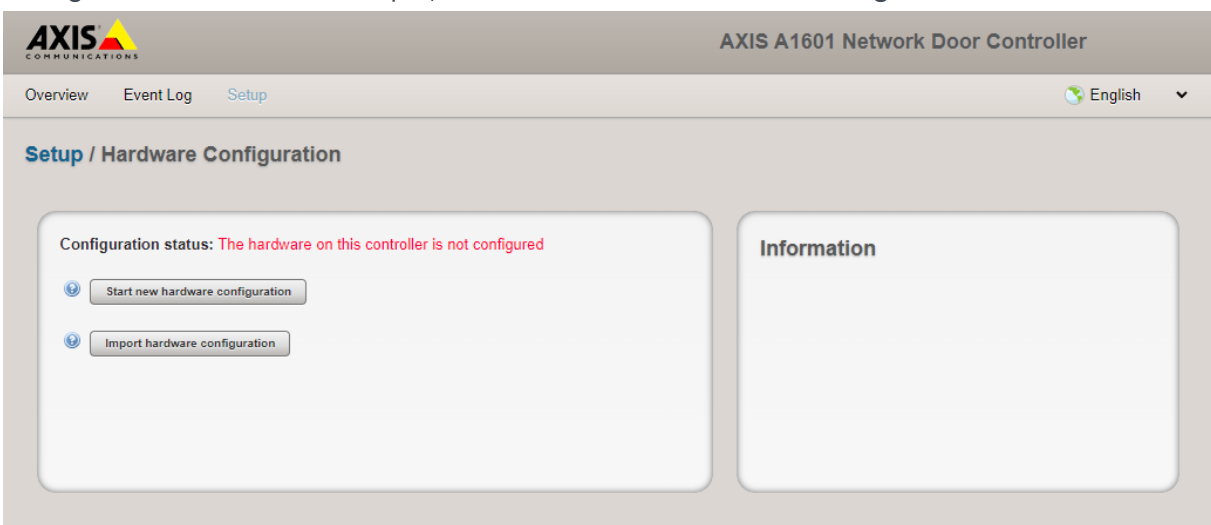 AXIS
COMMUNICATIONS
AXIS A1601 Network Door Controller
Overview Event Log Setup English
Setup / Hardware Configuration
Configuration status: The hardware on this controller is not configured
Start new hardware configuration
Import hardware configuration
Information